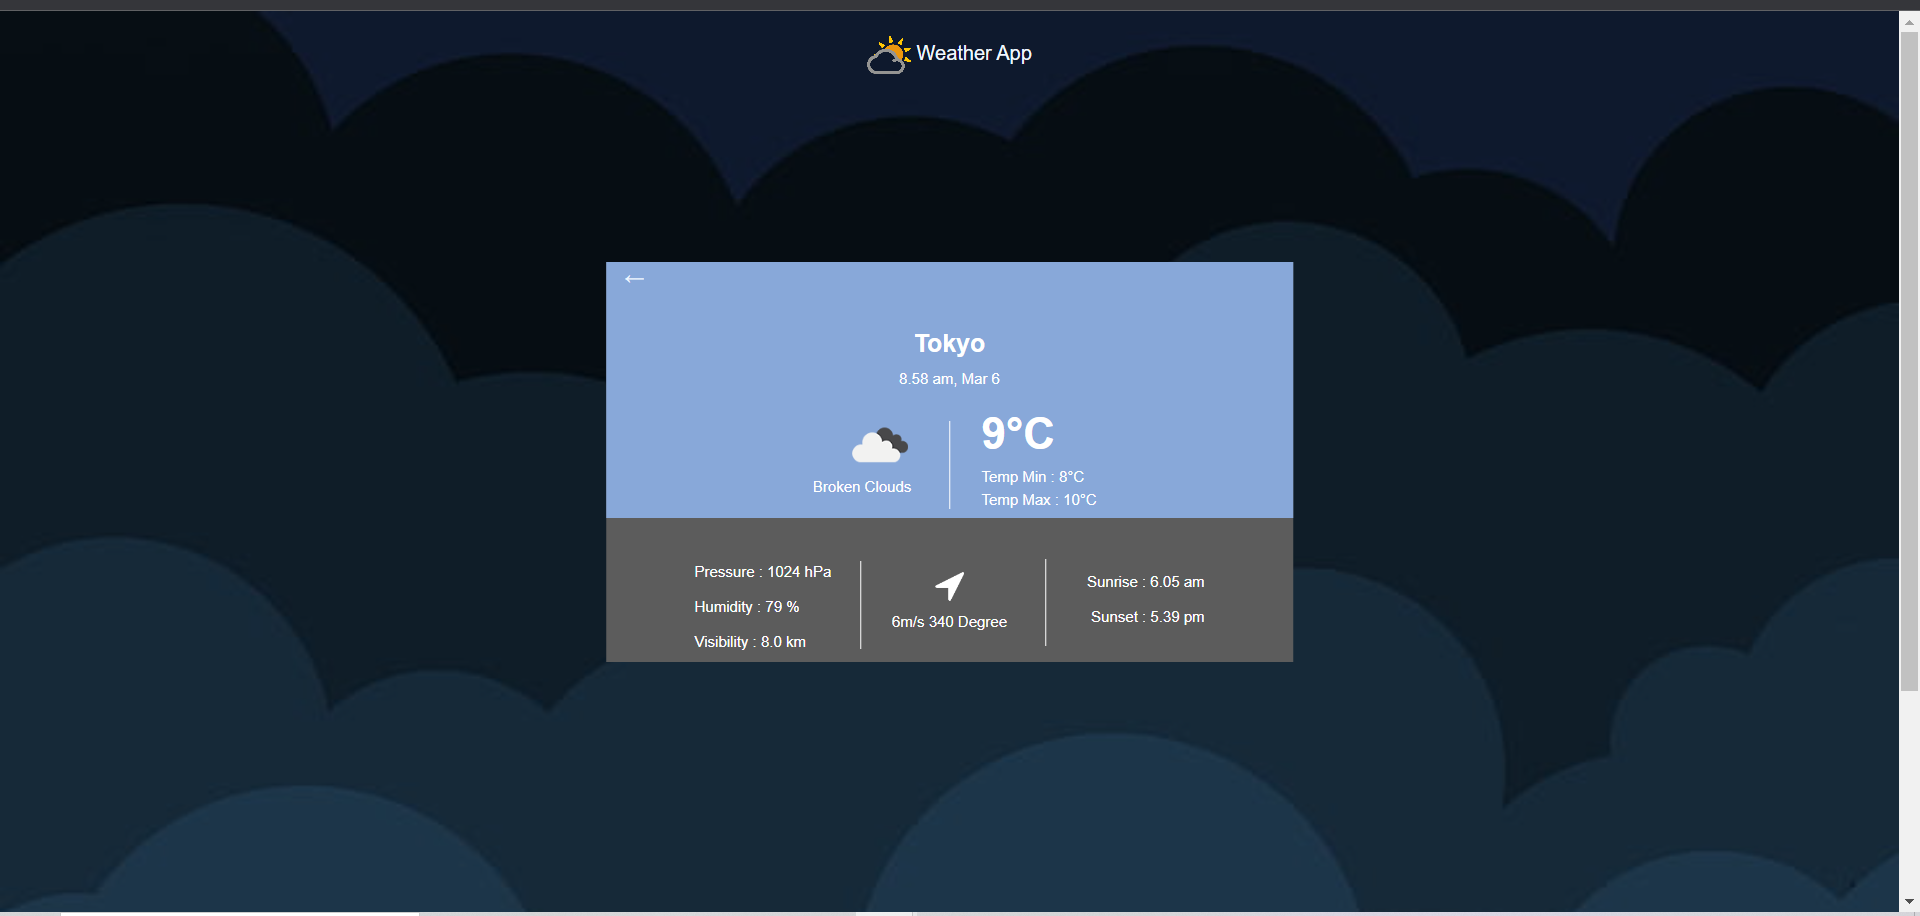 Weather App
←
Tokyo
8.58 am, Mar 6
9°C
Broken Clouds
Temp Min : 8°C
Temp Max : 10°C
Pressure : 1024 hPa
Humidity : 79 %
Visibility : 8.0 km
6m/s 340 Degree
Sunrise : 6.05 am
Sunset : 5.39 pm